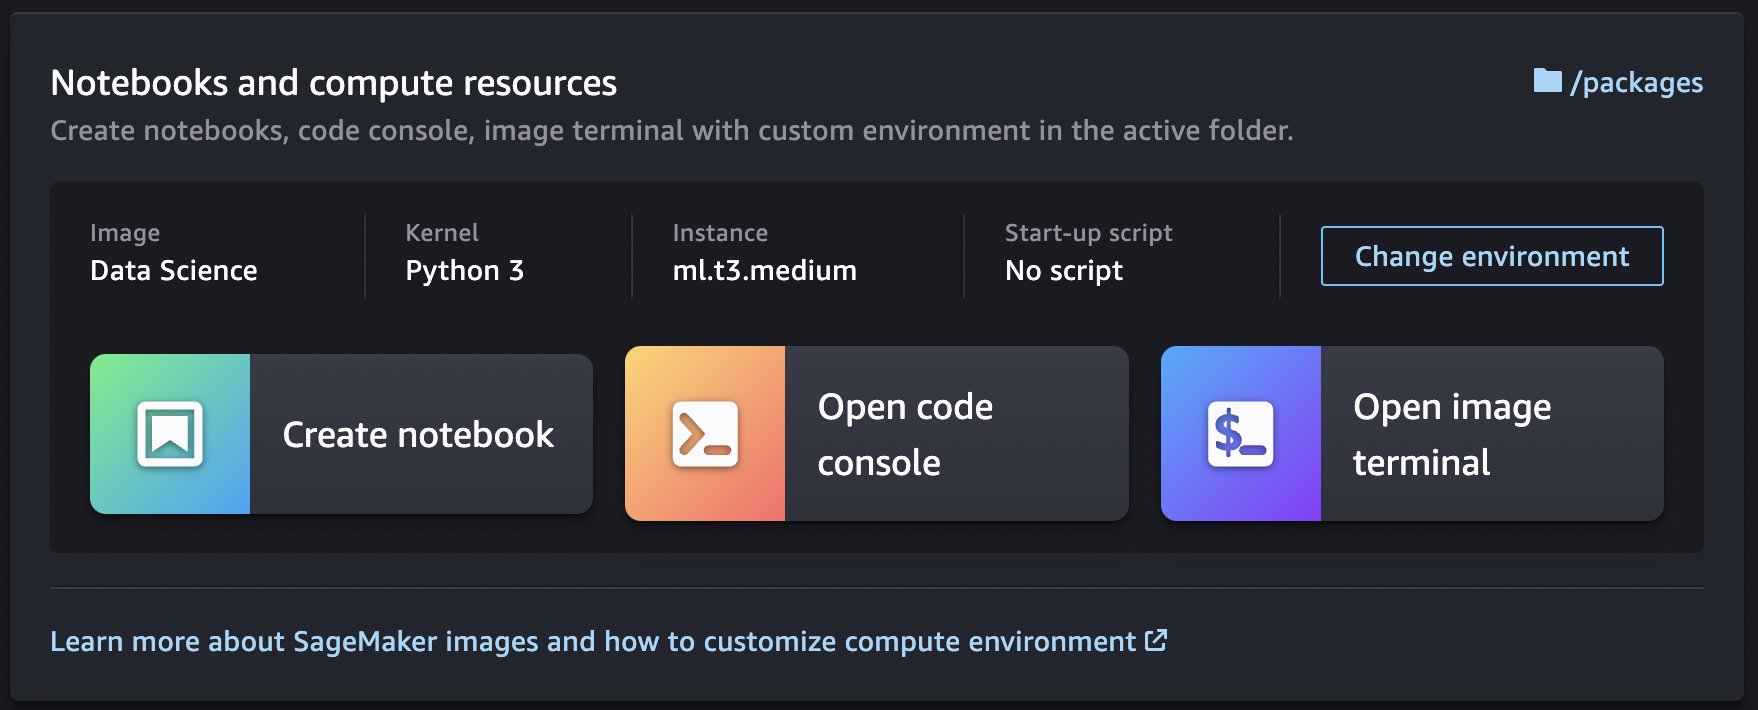 Notebooks and compute resources
/packages
Create notebooks, code console, image terminal with custom environment in the active folder.
Image
Data Science
Kernel
Python 3
Instance
ml.t3.medium
Start-up script
No script
Change environment
Create notebook
Open code
console
$_
Open image
terminal
Learn more about SageMaker images and how to customize compute environment